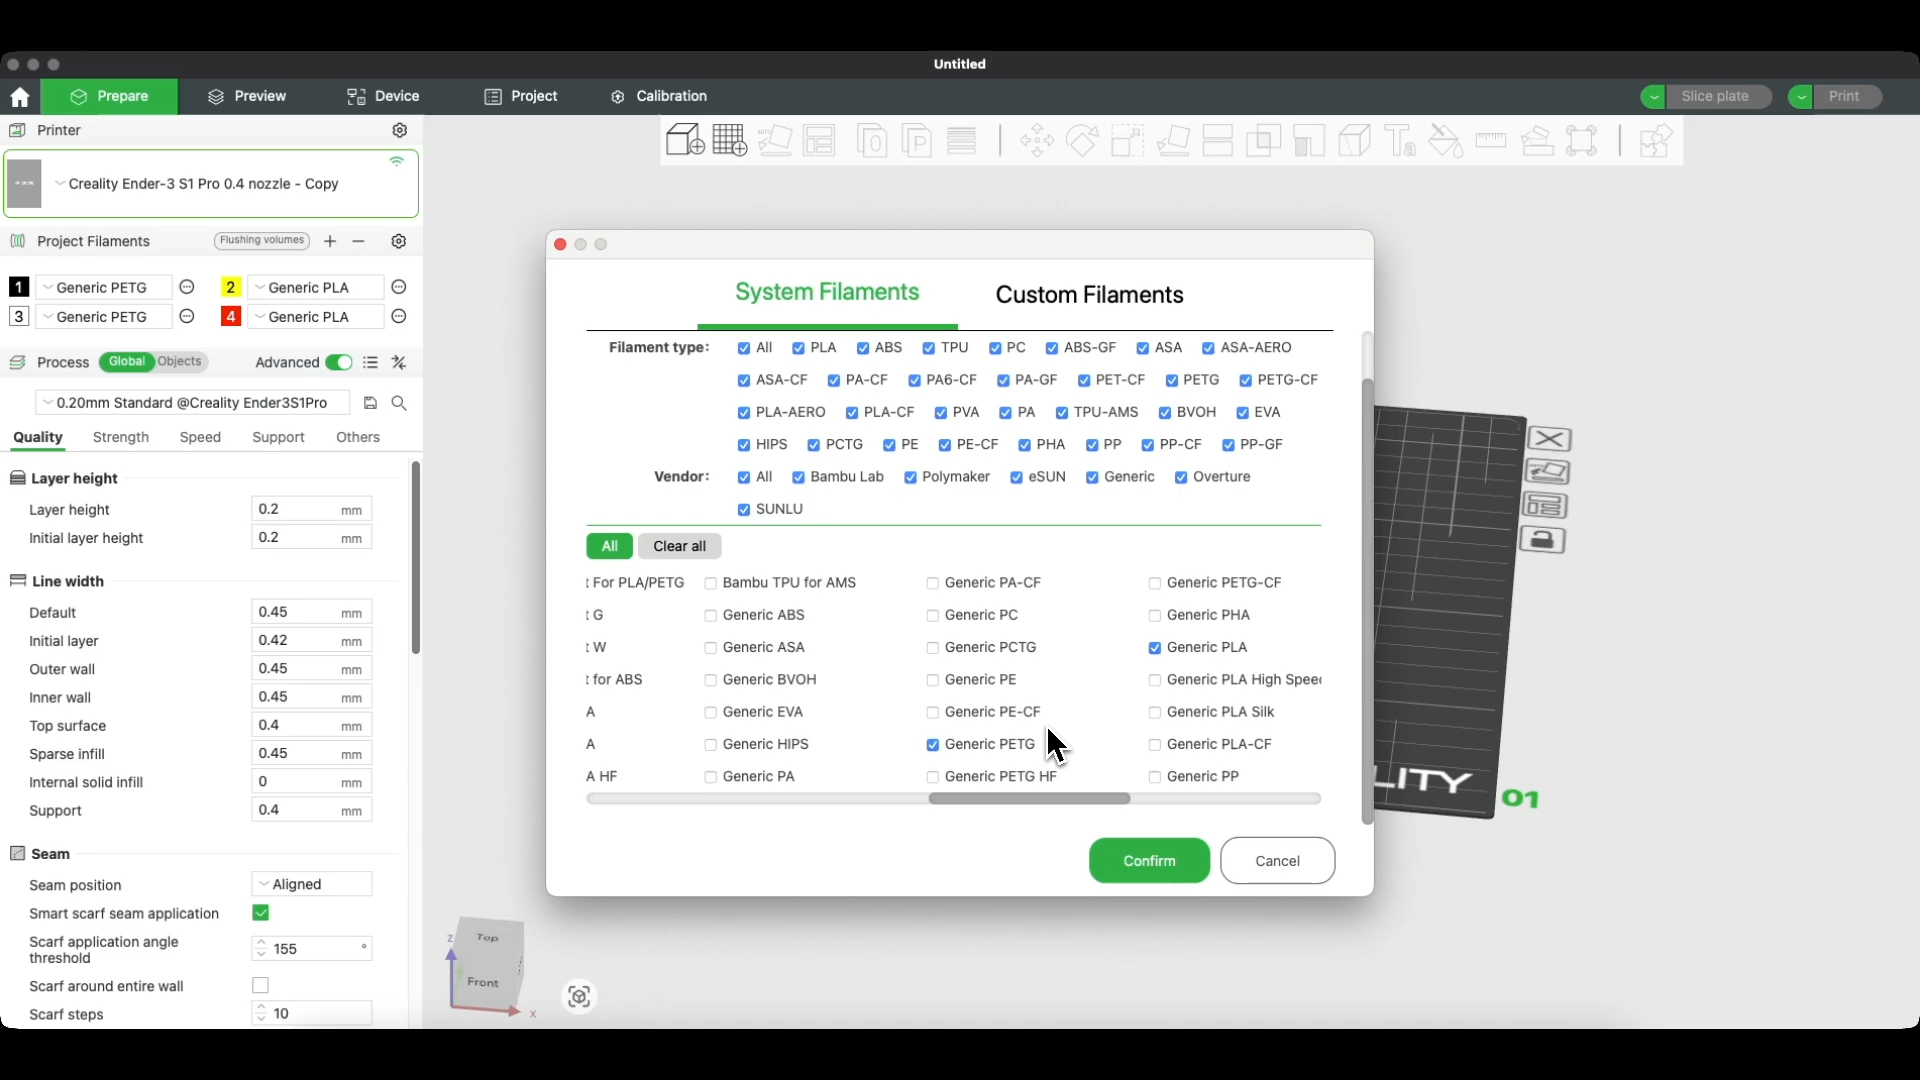 Untitled
Prepare Preview Device Project Calibration Slice plate Print
Printer
Creality Ender-3 S1 Pro 0.4 nozzle - Copy
Project Filaments Flushing volumes
1 Generic PETG 2 Generic PLA
3 Generic PETG 4 Generic PLA
Process Global Objects Advanced
0.20mm Standard @Creality Ender3S1Pro
Quality Strength Speed Support Others
Layer height
Layer height 0.2 mm
Initial layer height 0.2 mm
Line width
Default 0.45 mm
Initial layer 0.42 mm
Outer wall 0.45 mm
Inner wall 0.45 mm
Top surface 0.4 mm
Sparse infill 0.45 mm
Internal solid infill 0 mm
Support 0.4 mm
Seam
Seam position Aligned
Smart scarf seam application
Scarf application angle
threshold 155 °
Scarf around entire wall
Scarf steps 10
System Filaments Custom Filaments
Filament type: All PLA ABS TPU PC ABS-GF ASA ASA-AERO
ASA-CF PA-CF PA6-CF PA-GF PET-CF PETG PETG-CF
PLA-AERO PLA-CF PVA PA TPU-AMS BVOH EVA
HIPS PCTG PE PE-CF PHA PP PP-CF PP-GF
Vendor: All Bambu Lab Polymaker eSUN Generic Overture
SUNLU
All Clear all
t For PLA/PETG Bambu TPU for AMS Generic PA-CF Generic PETG-CF
t G Generic ABS Generic PC Generic PHA
t W Generic ASA Generic PCTG Generic PLA
t for ABS Generic BVOH Generic PE Generic PLA High Speed
A Generic EVA Generic PE-CF Generic PLA Silk
A Generic HIPS Generic PETG Generic PLA-CF
A HF Generic PA Generic PETG HF Generic PP
Confirm Cancel
LITY 01
Top
Front
z
x